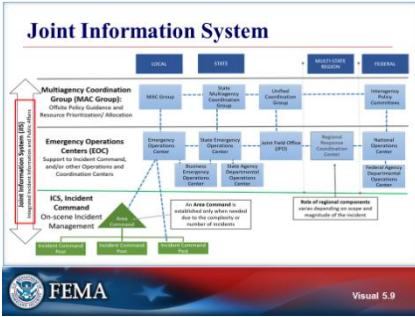 Joint Information System
LOCAL
STATE
MULTI-STATE
REGION
FEDERAL
Multiagency Coordination
Group (MAC Group):
Offsite Policy Guidance and
Resource Prioritization/ Allocation
MAC Group
State
Multiagency
Coordination
Group
Unified
Coordination
Group
Interagency
Policy
Committees
Joint Information System (JIS)
Integrated Incident Information and Public Affairs
Emergency Operations
Centers (EOC)
Support to Incident Command,
and/or other Operations and
Coordination Centers
Emergency
Operations
Center
State Emergency
Operations
Center
Joint Field Office
(JFO)
Regional
Response
Coordination
Center
National
Operations
Center
Business
Emergency
Operations
Center
State Agency
Departmental
Operations
Center
Federal Agency
Departmental
Operations
Center
ICS, Incident
Command
On-scene Incident
Management
Area
Command
An Area Command is
established only when needed
due to the complexity or
number of incidents
Role of regional components
varies depending on scope and
magnitude of the incident
Incident Command
Post
Incident Command
Post
Incident Command
Post
FEMA
Visual 5.9